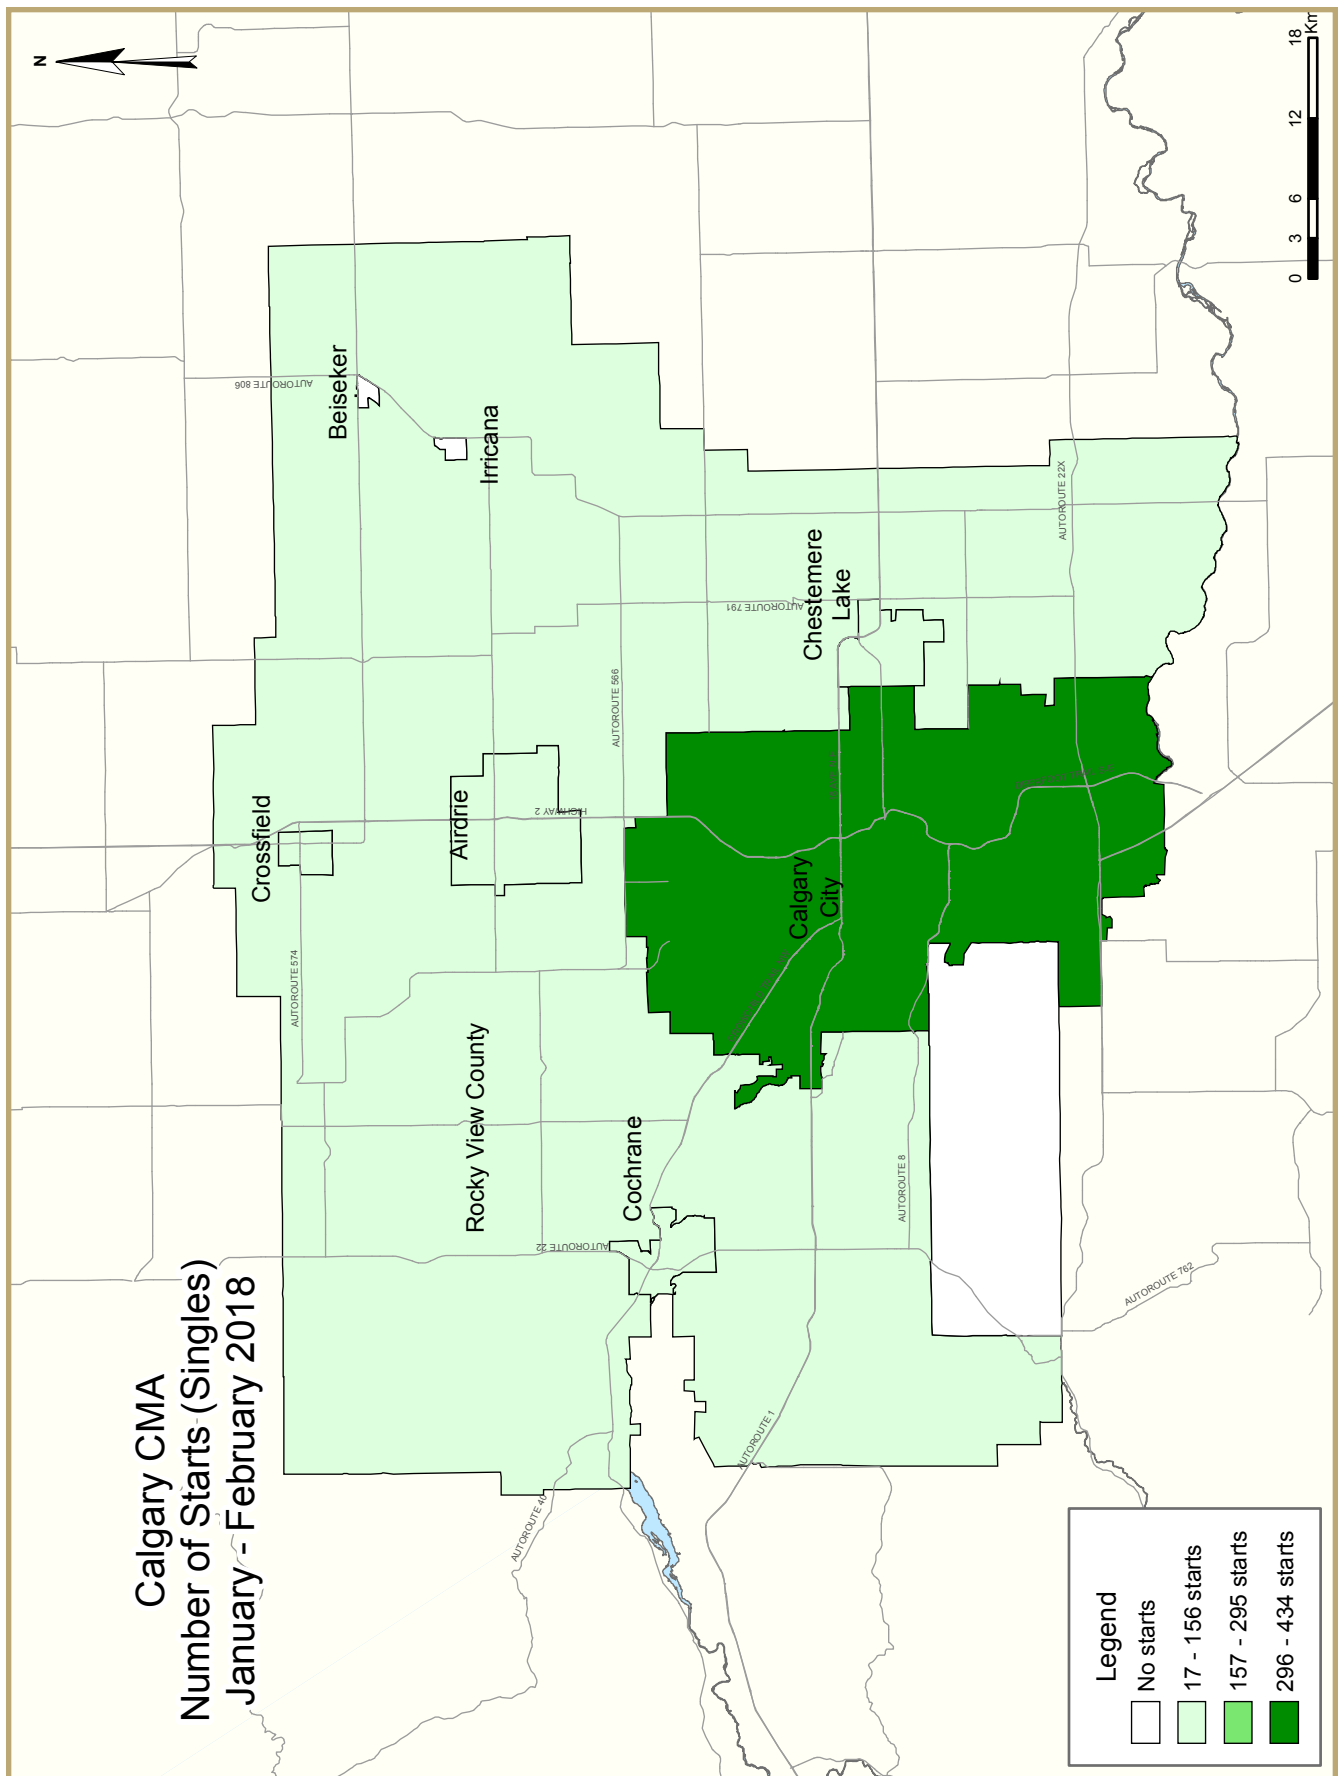 Calgary CMA
Number of Starts (Singles)
January - February 2018
N
Beiseker
AUTOROUTE 806
Irricana
Crossfield
Airdrie
HIGHWAY 2
AUTOROUTE 574
AUTOROUTE 566
Chestemere
Lake
AUTOROUTE 791
AUTOROUTE 22X
Rocky View County
Calgary
City
Cochrane
AUTOROUTE 22
AUTOROUTE 8
AUTOROUTE 762
AUTOROUTE 1
AUTOROUTE 40
Legend
No starts
17 - 156 starts
157 - 295 starts
296 - 434 starts
0 3 6 12 18
Km